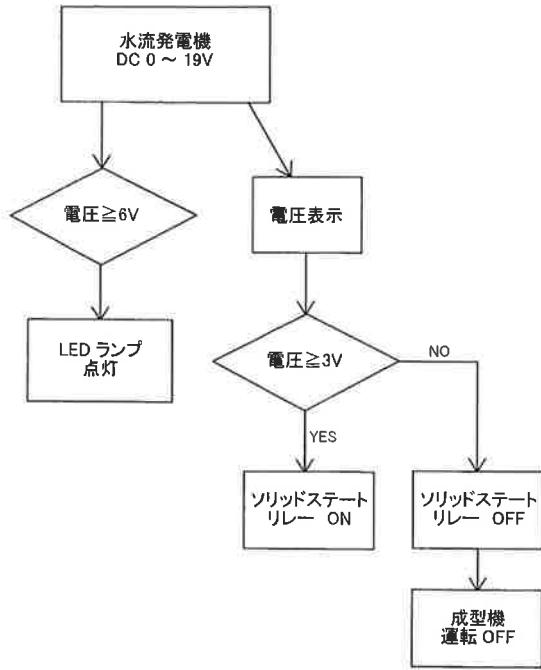 水流発電機
DC 0 ～ 19V
電圧≧6V
電圧表示
LED ランプ
点灯
電圧≧3V
NO
YES
ソリッドステート
リレー ON
ソリッドステート
リレー OFF
成型機
運転 OFF